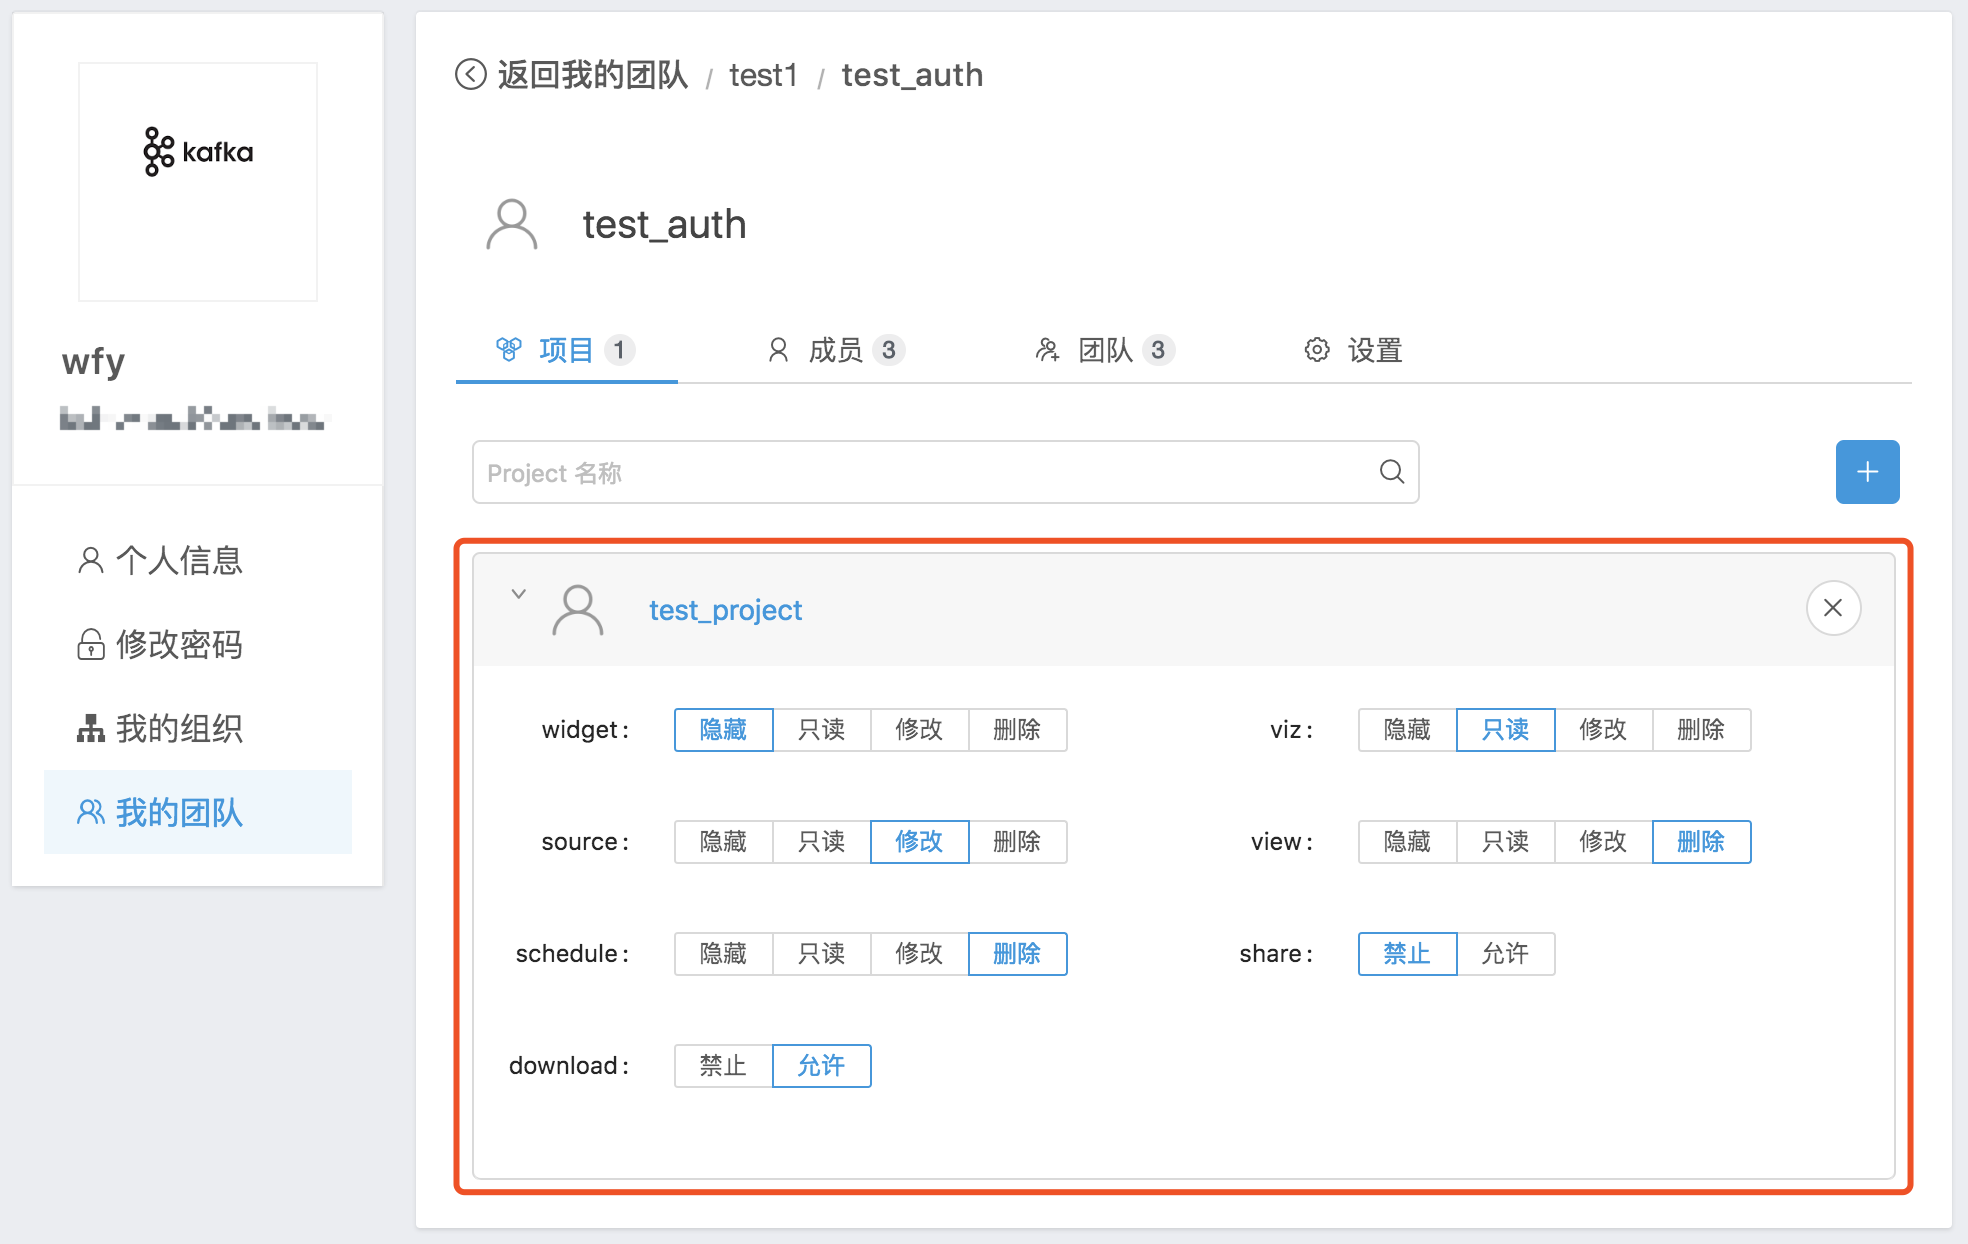 kafka
wfy
个人信息
修改密码
我的组织
我的团队
返回我的团队 / test1 / test_auth
test_auth
项目 1 成员 3 团队 3 设置
Project 名称
test_project
widget: 隐藏 只读 修改 删除 viz: 隐藏 只读 修改 删除
source: 隐藏 只读 修改 删除 view: 隐藏 只读 修改 删除
schedule: 隐藏 只读 修改 删除 share: 禁止 允许
download: 禁止 允许